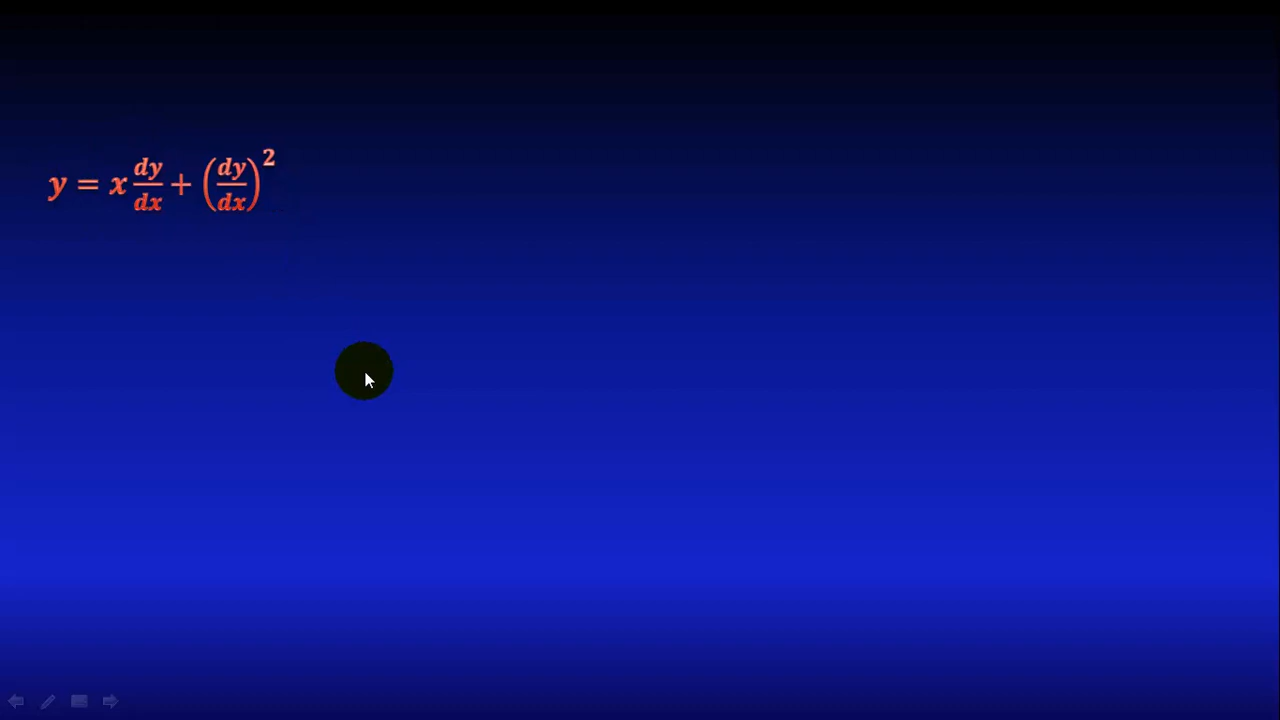 y = x dy/dx + (dy/dx)^2